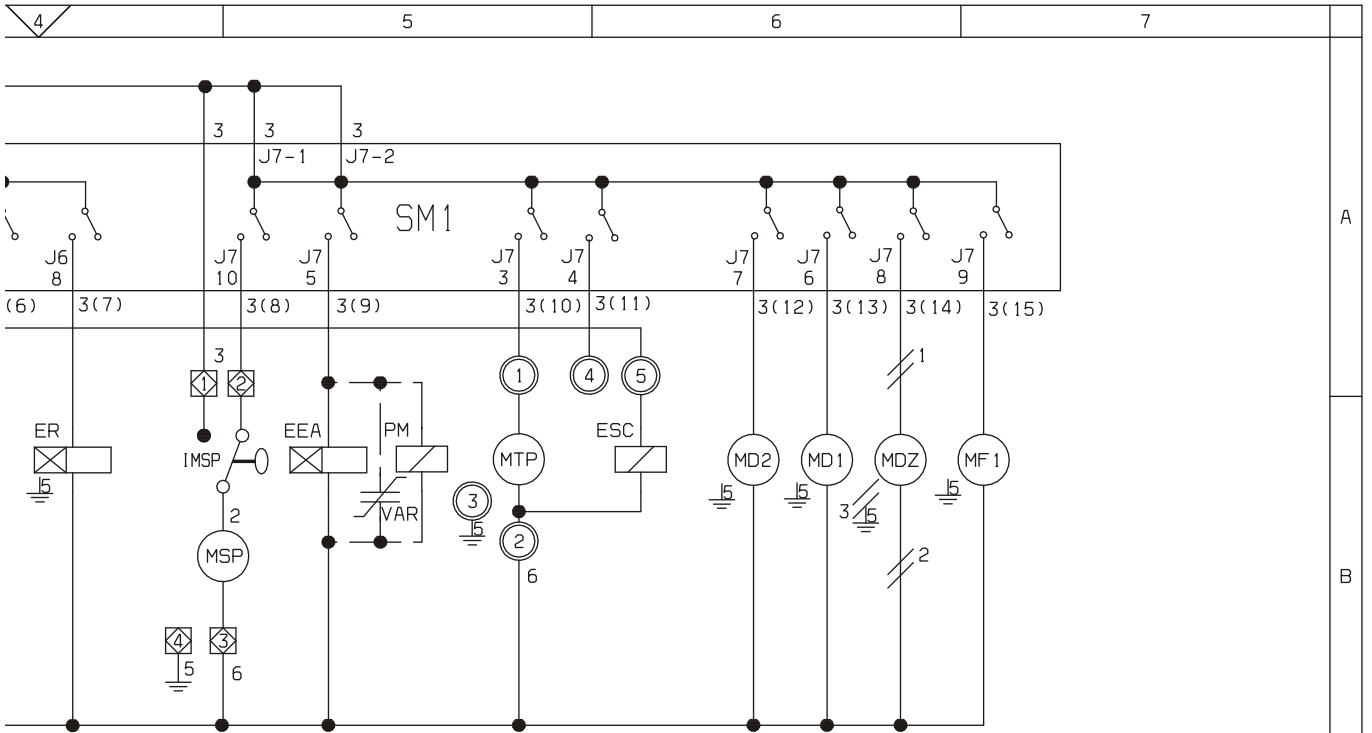 4 5 6 7
3 3 3
J7-1 J7-2
SM1
A
J6 J7 J7 J7 J7 J7 J7 J7 J7
8 10 5 3 4 7 6 8 9
(6) 3(7) 3(8) 3(9) 3(10) 3(11) 3(12) 3(13) 3(14) 3(15)
3 1
1 2 1 4 5
ER EEA PM ESC
IMSP MTP MD2 MD1 MDZ MF1
5 3 5 5 5
VAR 3 5
2 5 2
MSP 6 2
B
4 3
5 6